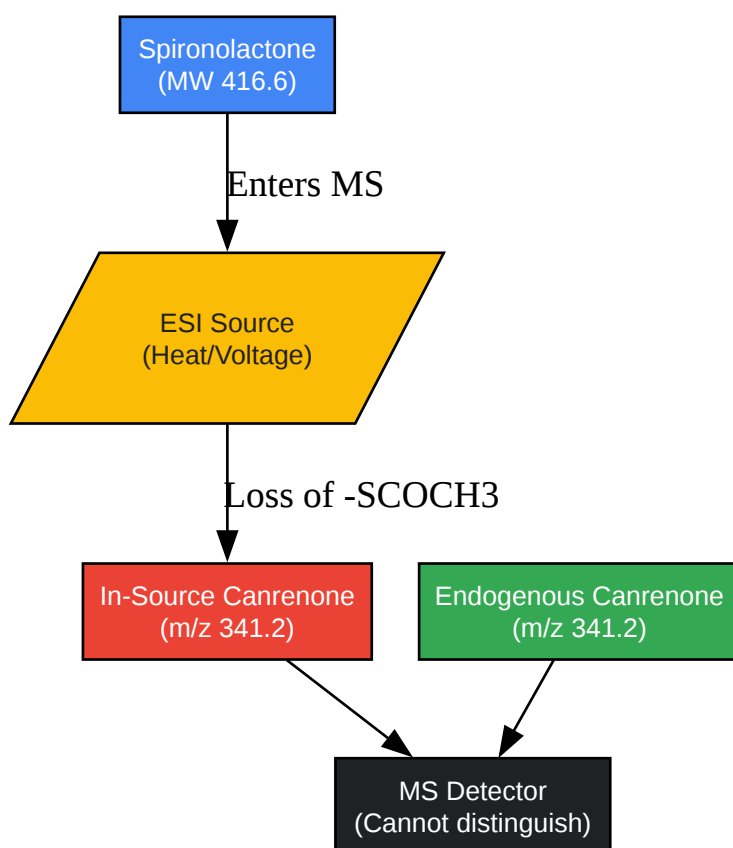 Spironolactone
(MW 416.6)
Enters MS
ESI Source
(Heat/Voltage)
Loss of -SCOCH3
In-Source Canrenone
(m/z 341.2)
Endogenous Canrenone
(m/z 341.2)
MS Detector
(Cannot distinguish)